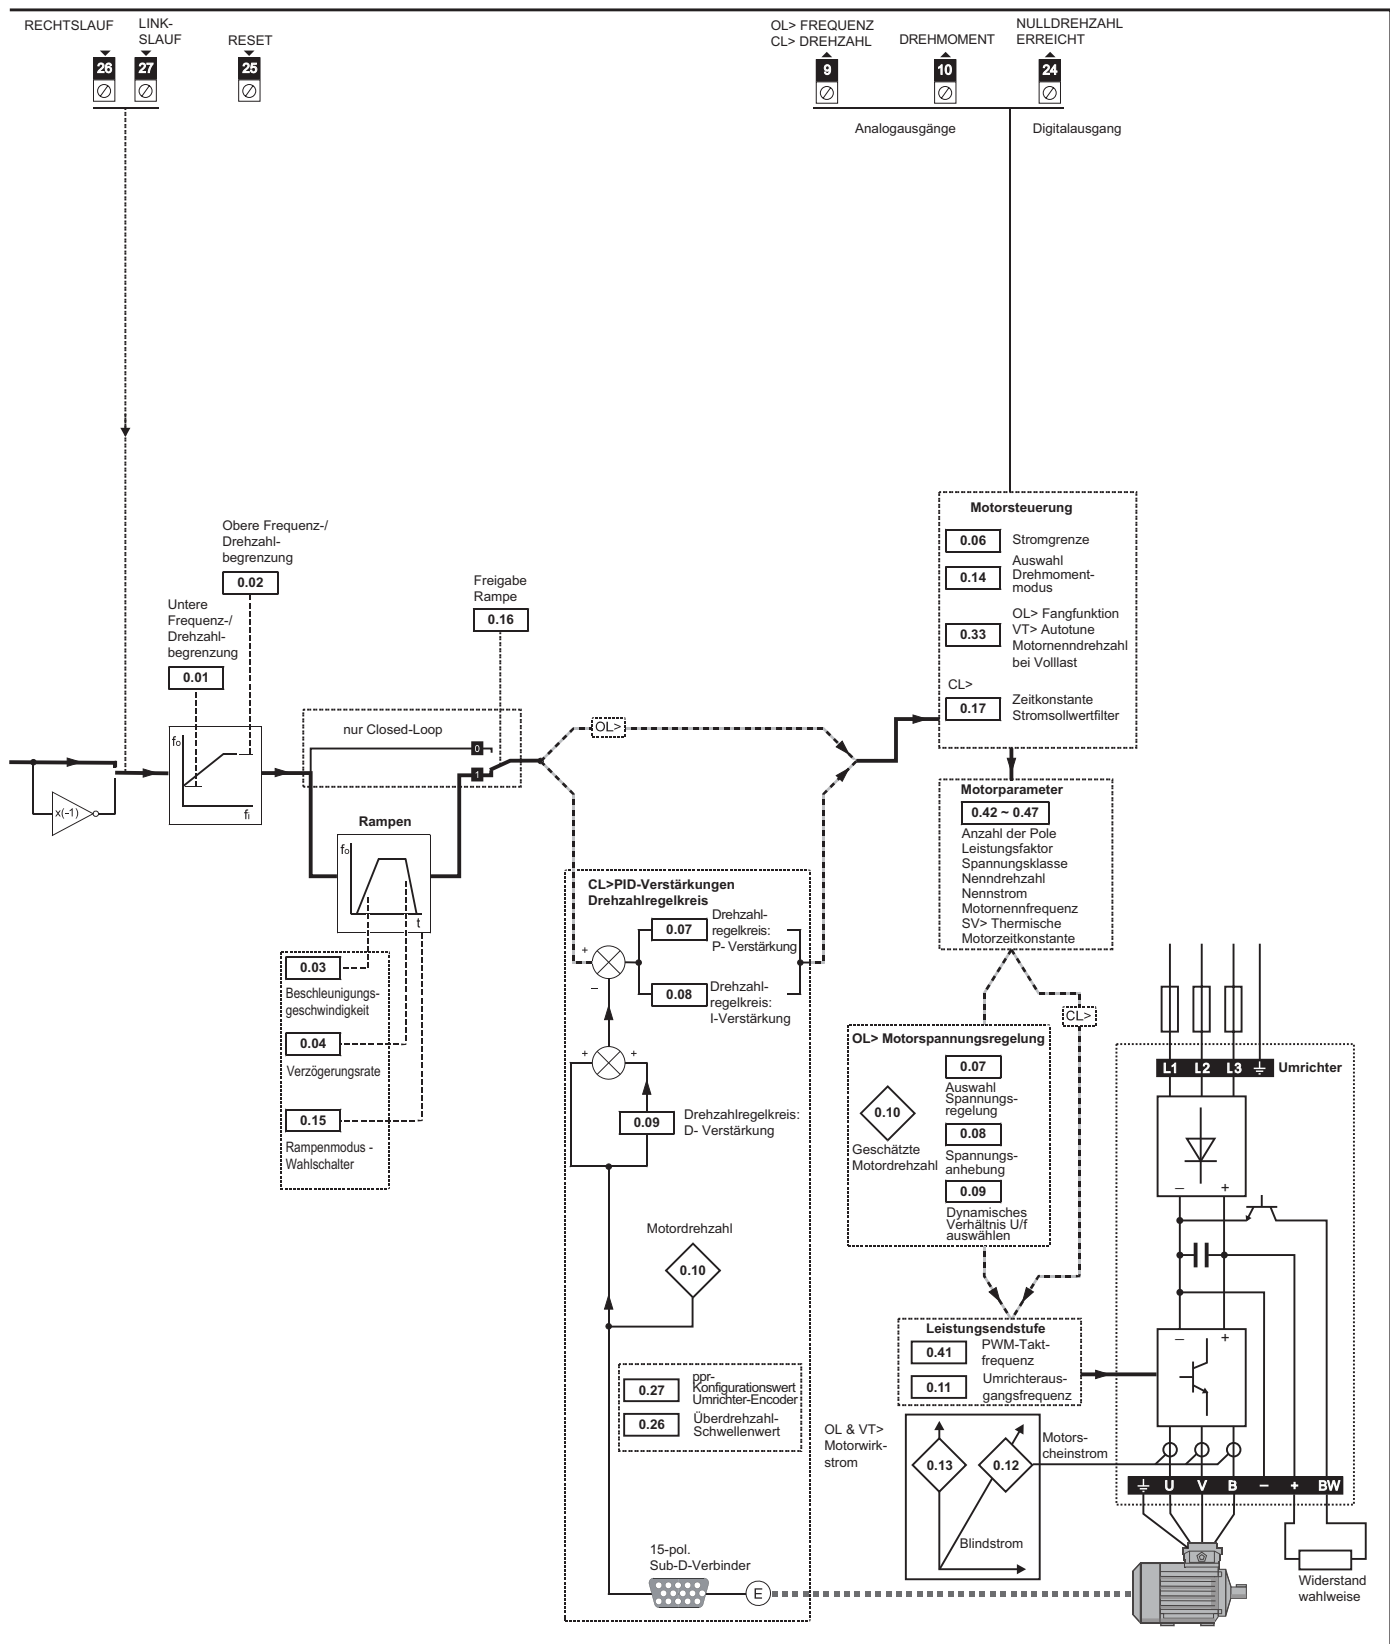 RECHTSLAUF
LINK-
SLAUF
RESET
26
27
25
OL> FREQUENZ
CL> DREHZAHL
DREHMOMENT
NULLDREHZAHL
ERREICHT
9
10
24
Analogausgänge
Digitalausgang
Obere Frequenz-/
Drehzahl-
begrenzung
0.02
Untere
Frequenz-/
Drehzahl-
begrenzung
0.01
Freigabe
Rampe
0.16
x(-1)
fo
fi
nur Closed-Loop
0
1
OL>
Rampen
fo
t
0.03
Beschleunigungs-
geschwindigkeit
0.04
Verzögerungsrate
0.15
Rampenmodus -
Wahlschalter
Motorsteuerung
0.06
Stromgrenze
0.14
Auswahl
Drehmoment-
modus
0.33
OL> Fangfunktion
VT> Autotune
Motornenndrehzahl
bei Volllast
CL>
0.17
Zeitkonstante
Stromsollwertfilter
Motorparameter
0.42 ~ 0.47
Anzahl der Pole
Leistungsfaktor
Spannungsklasse
Nenndrehzahl
Nennstrom
Motornennfrequenz
SV> Thermische
Motorzeitkonstante
CL>PID-Verstärkungen
Drehzahlregelkreis
0.07
Drehzahl-
regelkreis:
P- Verstärkung
+
–
0.08
Drehzahl-
regelkreis:
I-Verstärkung
+
+
0.09
Drehzahlregelkreis:
D- Verstärkung
Motordrehzahl
0.10
0.27
ppr-
Konfigurationswert
Umrichter-Encoder
0.26
Überdrehzahl-
Schwellenwert
15-pol.
Sub-D-Verbinder
E
CL>
OL> Motorspannungsregelung
0.07
Auswahl
Spannungs-
regelung
0.10
Geschätzte
Motordrehzahl
0.08
Spannungs-
anhebung
0.09
Dynamisches
Verhältnis U/f
auswählen
Leistungsendstufe
0.41
PWM-Takt-
frequenz
0.11
Umrichteraus-
gangsfrequenz
OL & VT>
Motorwirk-
strom
0.13
0.12
Motors-
cheinstrom
Blindstrom
L1 L2 L3
Umrichter
– +
– +
U V B – + BW
Widerstand
wahlweise